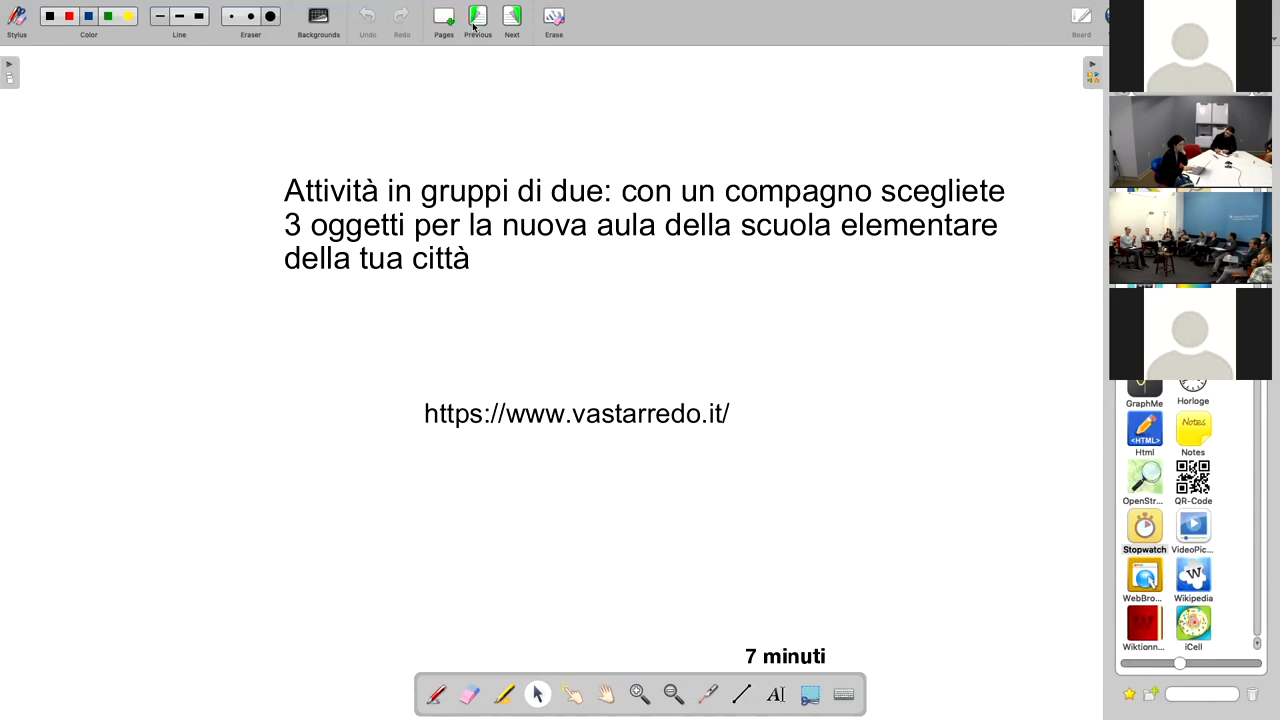 Stylus
Color
Line
Eraser
Backgrounds
Undo
Redo
Pages
Previous
Next
Erase
Board
Attività in gruppi di due: con un compagno scegliete
3 oggetti per la nuova aula della scuola elementare
della tua città
https://www.vastarredo.it/
7 minuti
GraphMe
Horloge
<HTML>
Notes
Html
Notes
OpenStr...
QR-Code
Stopwatch
VideoPic...
W
WebBro...
Wikipedia
W
Wiktionn...
iCell